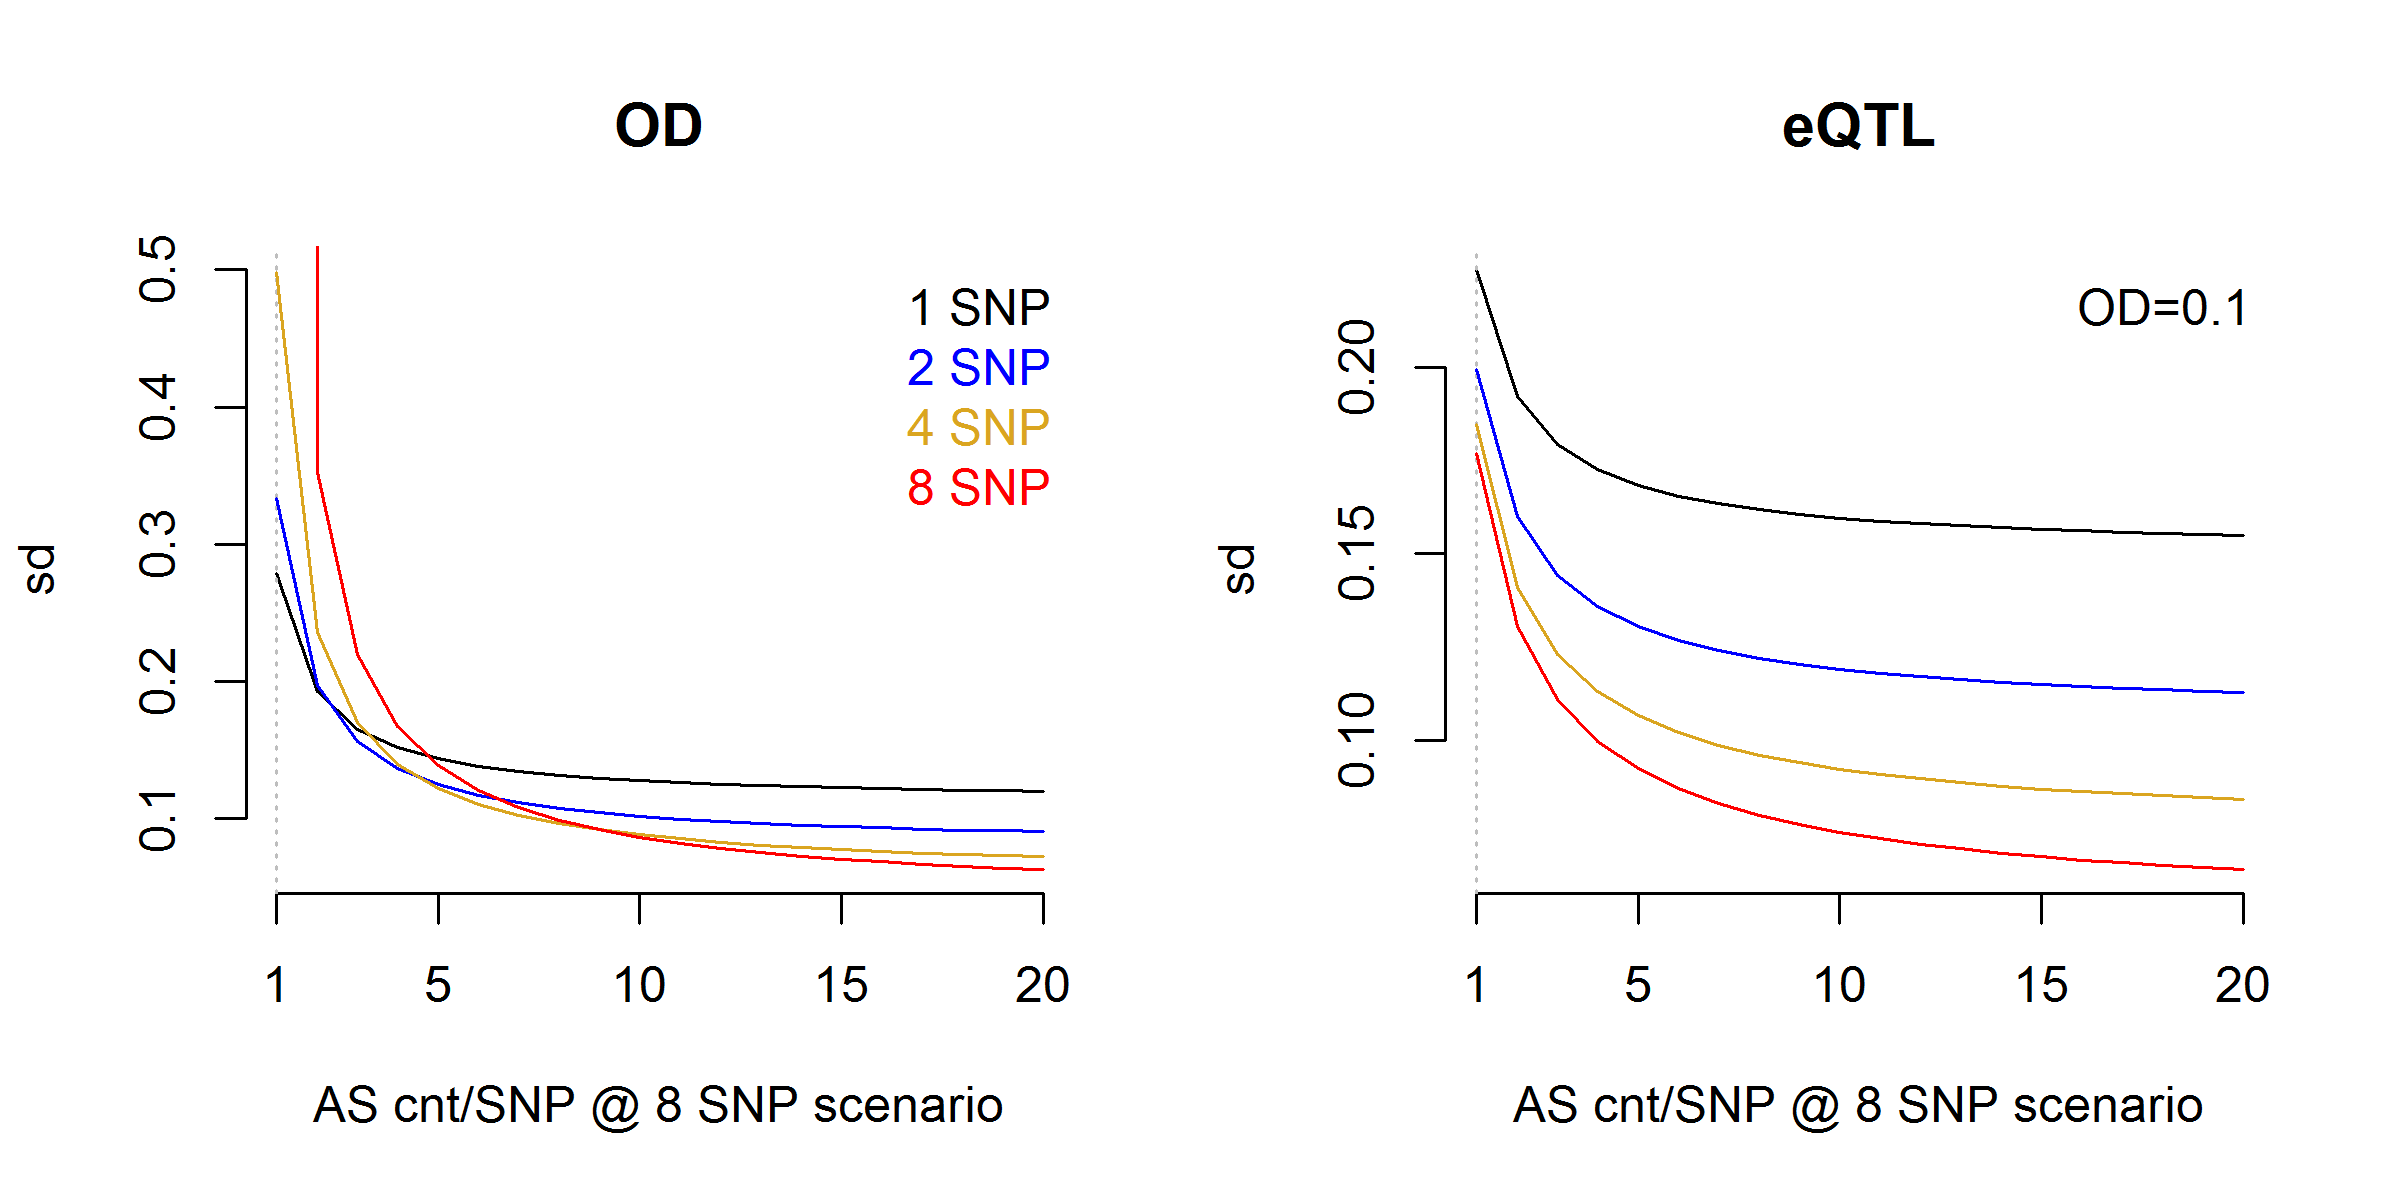 OD
sd
0.5
0.4
0.3
0.2
0.1
1 SNP
2 SNP
4 SNP
8 SNP
1 5 10 15 20
AS cnt/SNP @ 8 SNP scenario
eQTL
sd
0.20
0.15
0.10
OD=0.1
1 5 10 15 20
AS cnt/SNP @ 8 SNP scenario